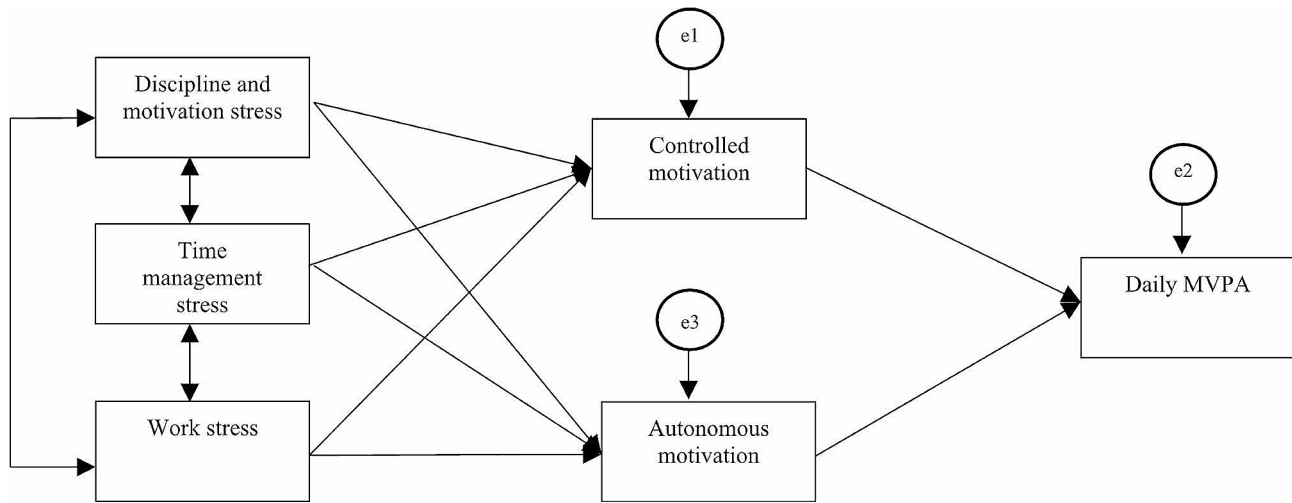 e1
Discipline and
motivation stress
Controlled
motivation
e2
Time
management
stress
Daily MVPA
e3
Work stress
Autonomous
motivation